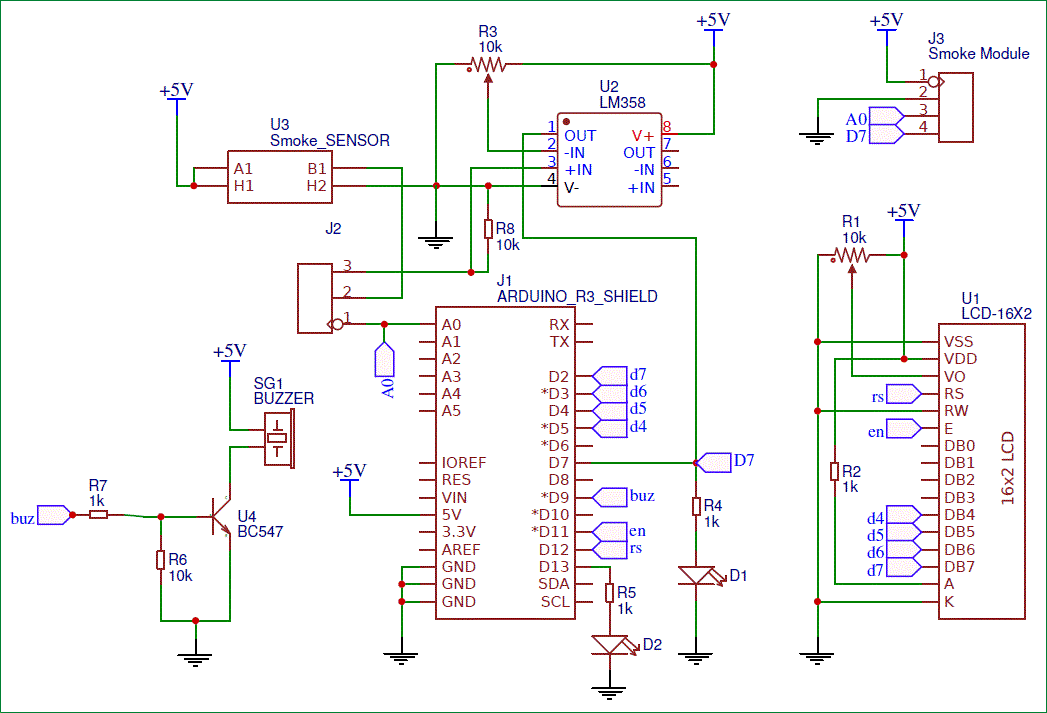 +5V
+5V
R3
10k
J3
Smoke Module
1
2
A0 3
D7 4
+5V
U3
Smoke_SENSOR
A1 B1
H1 H2
U2
LM358
1 OUT V+ 8
2 -IN OUT 7
3 +IN -IN 6
4 V- +IN 5
R8
10k
J2
3
2
1
A0
J1
ARDUINO_R3_SHIELD
A0 RX
A1 TX
A2
A3 D2 d7
A4 *D3 d6
A5 D4 d5
*D5 d4
*D6
IOREF D7 D7
RES D8
VIN *D9 buz
5V *D10
3.3V *D11 en
AREF D12 rs
GND D13
GND SDA
GND SCL
+5V
R4
1k
D1
R5
1k
D2
+5V
SG1
BUZZER
buz
R7
1k
U4
BC547
R6
10k
+5V
R1
10k
U1
LCD-16X2
VSS
VDD
VO
rs RS
RW
en E
DB0
DB1
DB2
DB3
d4 DB4
d5 DB5
d6 DB6
d7 DB7
A
K
16x2 LCD
R2
1k